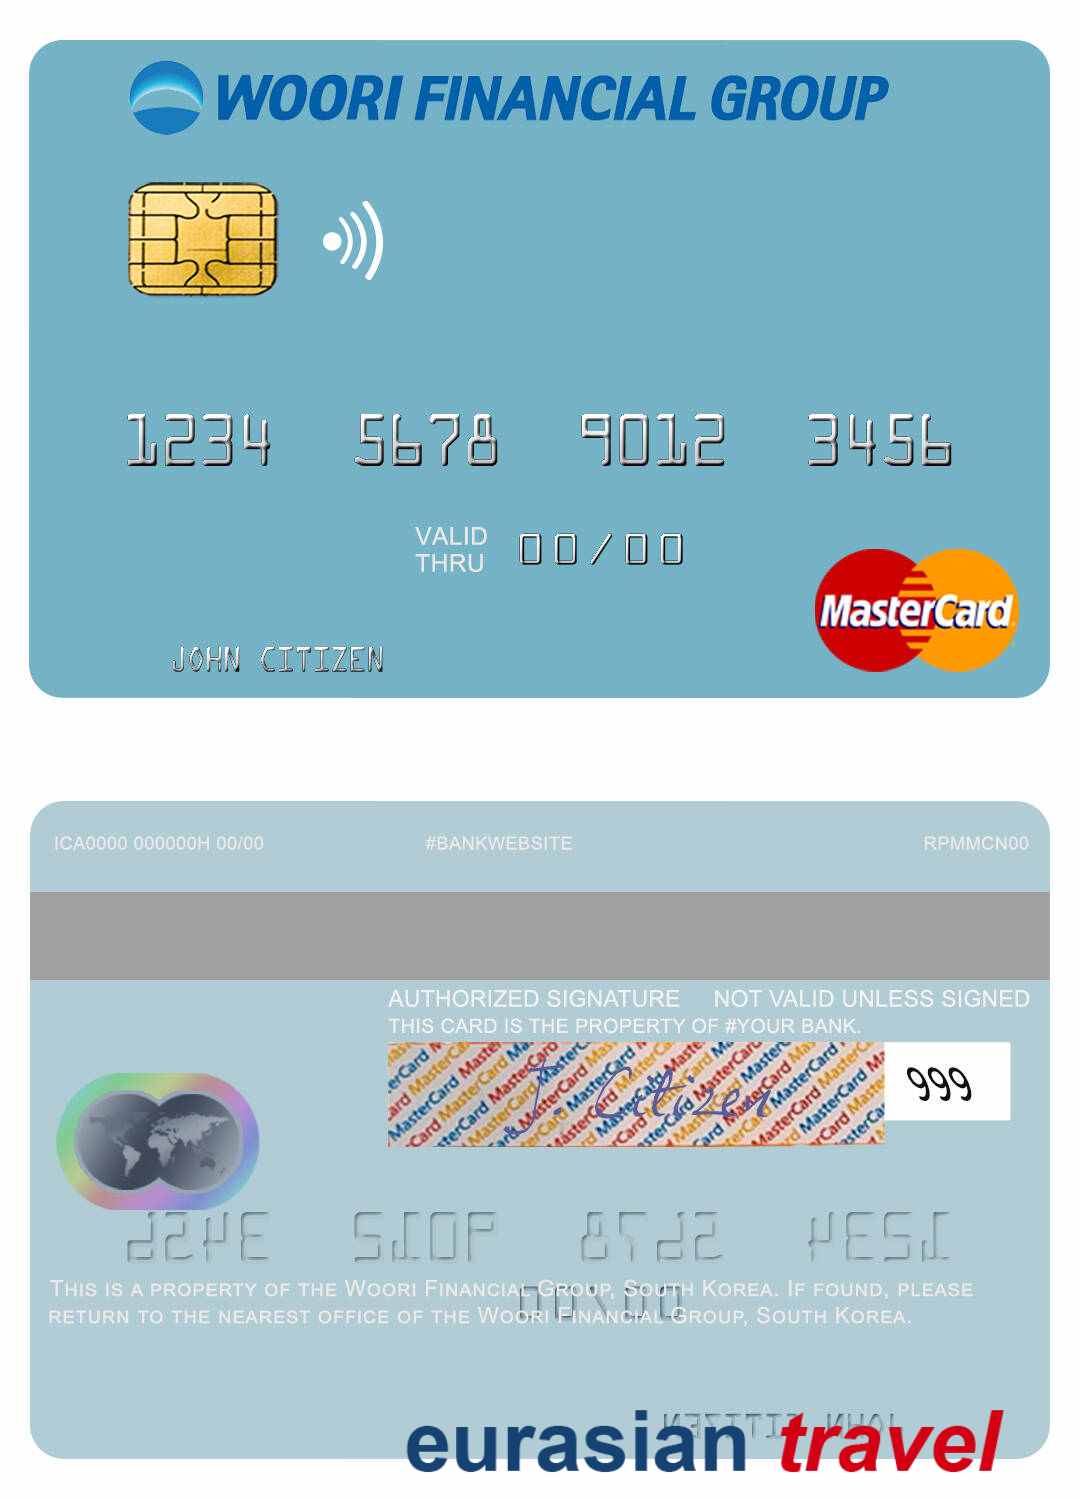 WOORI FINANCIAL GROUP
1234 5678 9012 3456
VALID THRU 00/00
MasterCard
JOHN CITIZEN
ICA0000 000000H 00/00 #BANKWEBSITE RPMMCN00
AUTHORIZED SIGNATURE NOT VALID UNLESS SIGNED
THIS CARD IS THE PROPERTY OF #YOUR BANK.
J. Citizen 999
THIS IS A PROPERTY OF THE WOORI FINANCIAL GROUP, SOUTH KOREA. IF FOUND, PLEASE
RETURN TO THE NEAREST OFFICE OF THE WOORI FINANCIAL GROUP, SOUTH KOREA.
eurasian travel